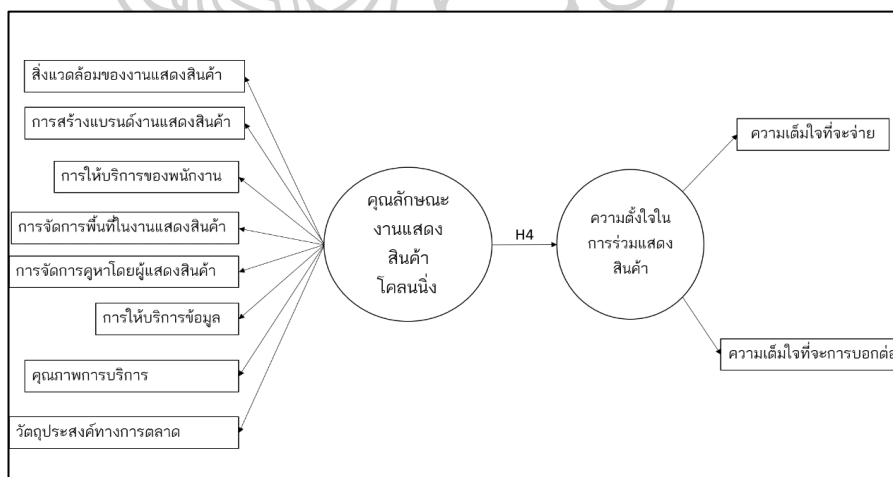 สิ่งแวดล้อมของงานแสดงสินค้า
การสร้างแบรนด์งานแสดงสินค้า
การให้บริการของพนักงาน
การจัดการพื้นที่ในงานแสดงสินค้า
การจัดการคูหาโดยผู้แสดงสินค้า
การให้บริการข้อมูล
คุณภาพการบริการ
วัตถุประสงค์ทางการตลาด
คุณลักษณะ
งานแสดง
สินค้า
โคลนนิ่ง
H4
ความตั้งใจใน
การร่วมแสดง
สินค้า
ความเต็มใจที่จะจ่าย
ความเต็มใจที่จะการบอกต่อ